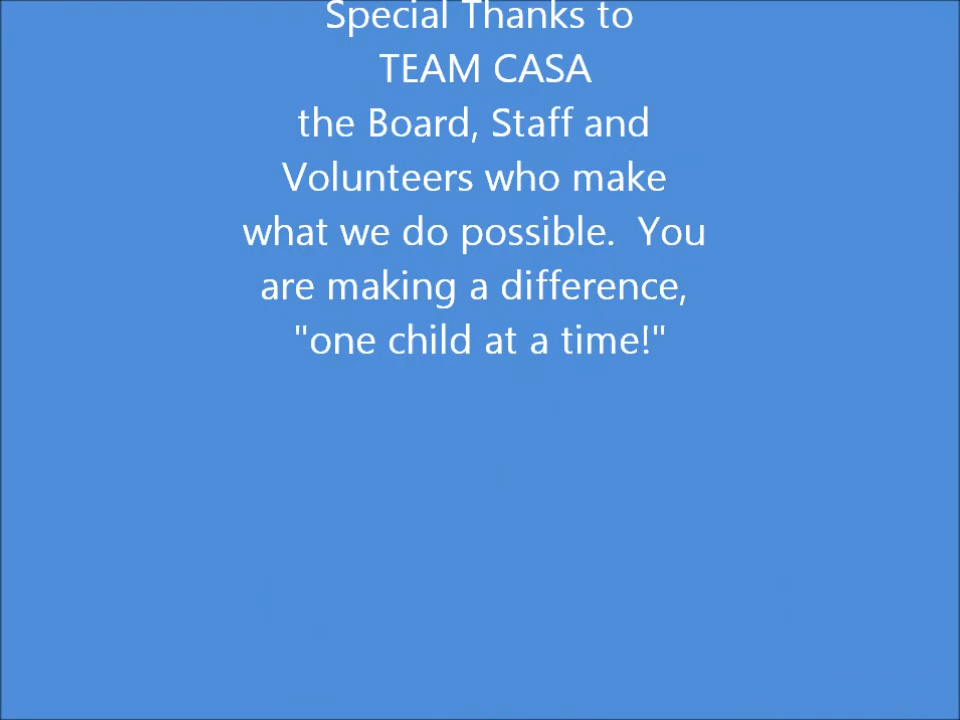 Special Thanks to
TEAM CASA
the Board, Staff and
Volunteers who make
what we do possible.  You
are making a difference,
"one child at a time!"